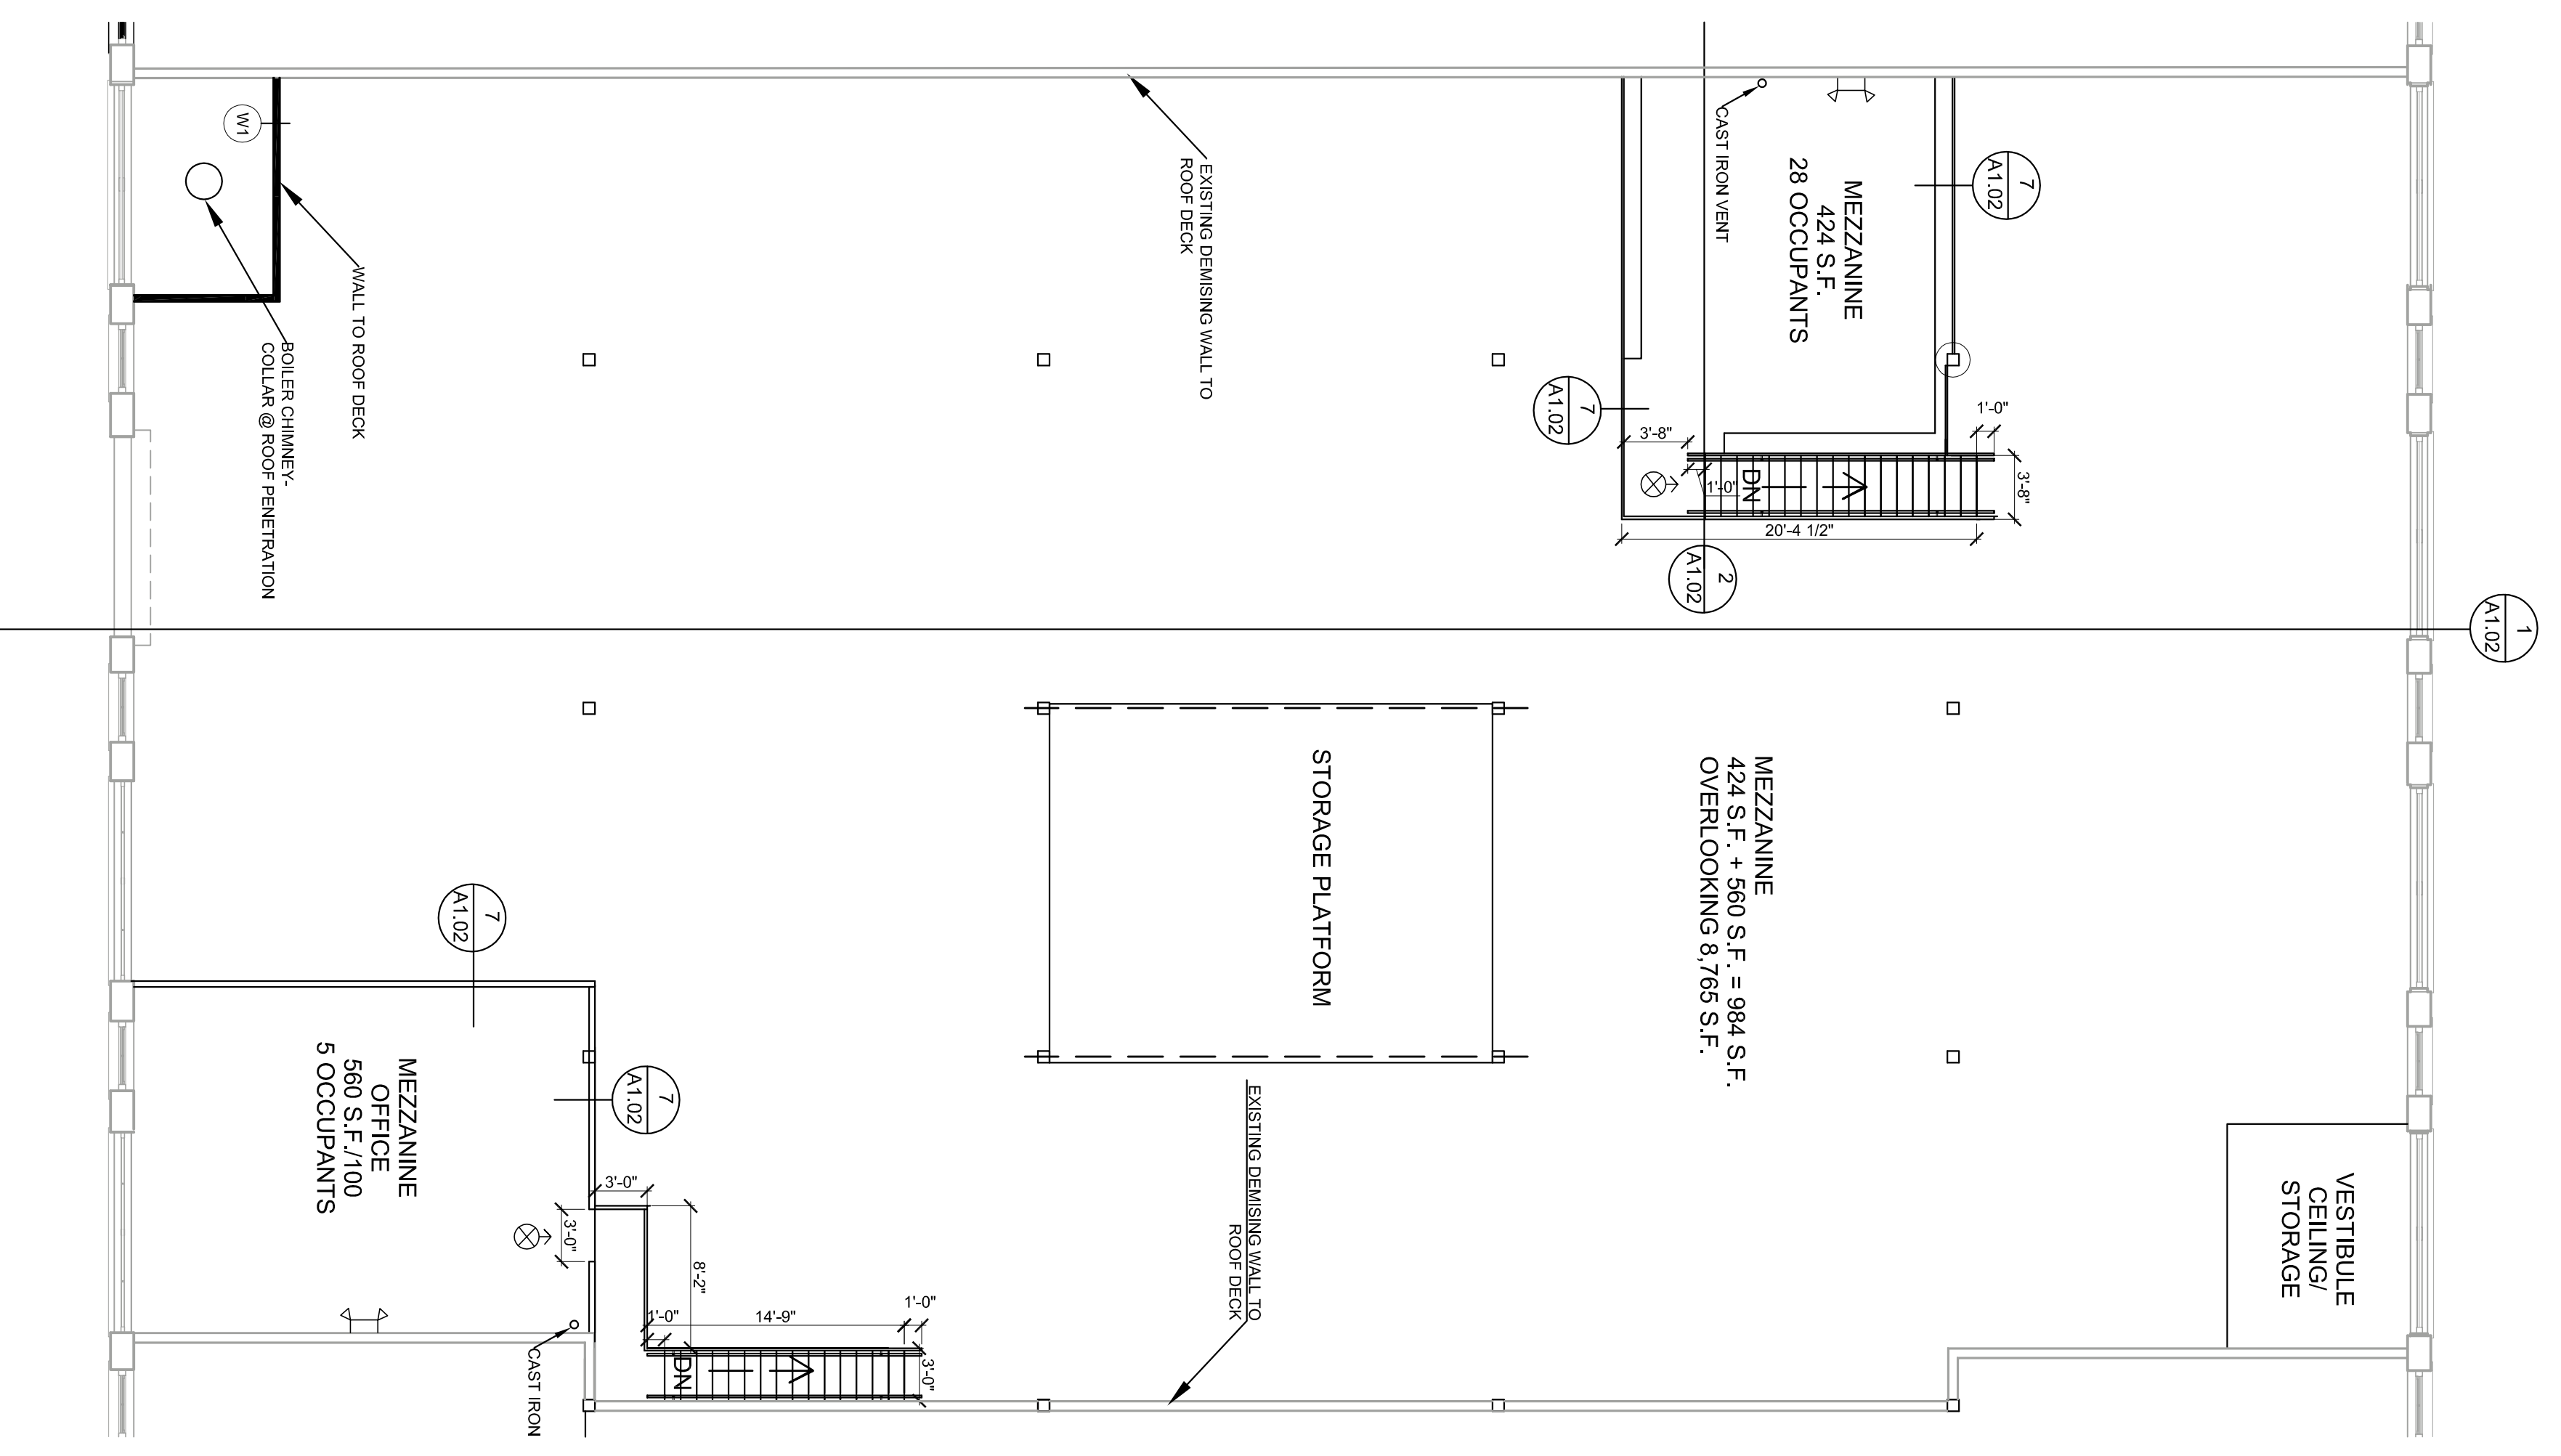 W1
WALL TO ROOF DECK
BOILER CHIMNEY-
COLLAR @ ROOF PENETRATION
EXISTING DEMISING WALL TO
ROOF DECK
CAST IRON VENT
MEZZANINE
424 S.F.
28 OCCUPANTS
7
A1.02
7
A1.02
3'-8"
1'-0"
1'-0"
3'-8"
DN
20'-4 1/2"
2
A1.02
1
A1.02
STORAGE PLATFORM
MEZZANINE
424 S.F. + 560 S.F. = 984 S.F.
OVERLOOKING 8,765 S.F.
7
A1.02
MEZZANINE
OFFICE
560 S.F./100
5 OCCUPANTS
7
A1.02
3'-0"
3'-0"
8'-2"
1'-0"
14'-9"
1'-0"
3'-0"
DN
CAST IRON
EXISTING DEMISING WALL TO
ROOF DECK
VESTIBULE
CEILING/
STORAGE